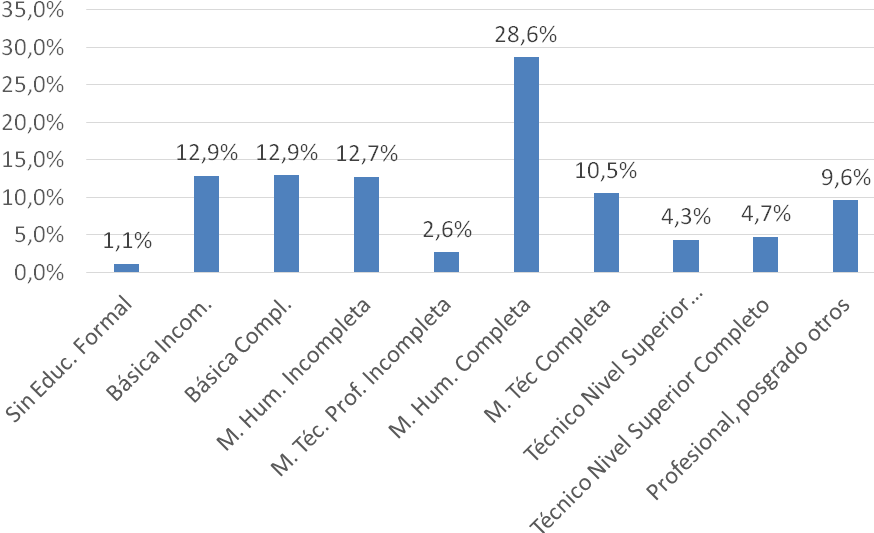 35,0%
30,0%
25,0%
20,0%
15,0%
10,0%
5,0%
0,0%
1,1%
12,9%
12,9%
12,7%
2,6%
28,6%
10,5%
4,3%
4,7%
9,6%
Sin Educ. Formal
Básica Incom.
Básica Compl.
M. Hum. Incompleta
M. Téc. Prof. Incompleta
M. Hum. Completa
M. Téc Completa
Técnico Nivel Superior...
Técnico Nivel Superior Completo
Profesional, posgrado otros